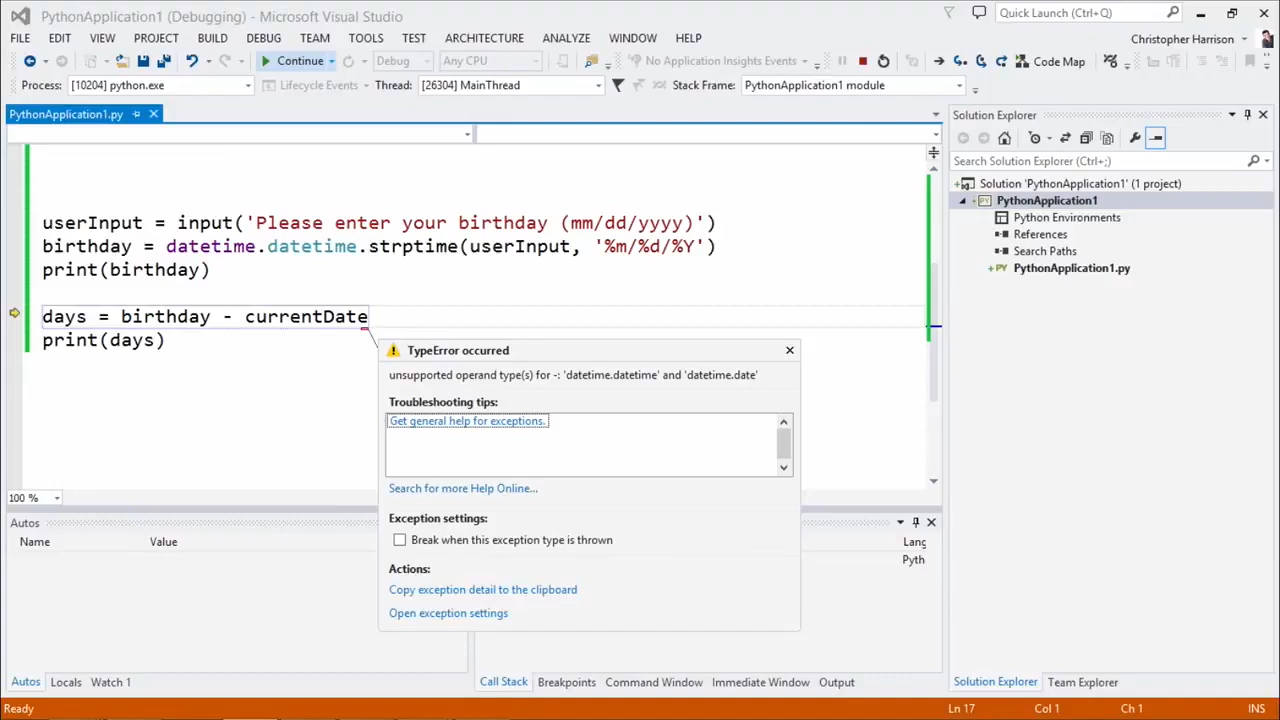 PythonApplication1 (Debugging) - Microsoft Visual Studio
Quick Launch (Ctrl+Q)
FILE EDIT VIEW PROJECT BUILD DEBUG TEAM TOOLS TEST ARCHITECTURE ANALYZE WINDOW HELP
Christopher Harrison
Continue Debug Any CPU No Application Insights Events Code Map
Process: [10204] python.exe Lifecycle Events Thread: [26304] MainThread Stack Frame: PythonApplication1 module
PythonApplication1.py
userInput = input('Please enter your birthday (mm/dd/yyyy)')
birthday = datetime.datetime.strptime(userInput, '%m/%d/%Y')
print(birthday)
days = birthday - currentDate
print(days)
TypeError occurred
unsupported operand type(s) for -: 'datetime.datetime' and 'datetime.date'
Troubleshooting tips:
Get general help for exceptions.
Search for more Help Online...
Exception settings:
Break when this exception type is thrown
Actions:
Copy exception detail to the clipboard
Open exception settings
100 %
Autos
Name Value
Lang
Pyth
Autos Locals Watch 1
Call Stack Breakpoints Command Window Immediate Window Output
Solution Explorer
Search Solution Explorer (Ctrl+;)
Solution 'PythonApplication1' (1 project)
PythonApplication1
Python Environments
References
Search Paths
PY PythonApplication1.py
Solution Explorer Team Explorer
Ready Ln 17 Col 1 Ch 1 INS